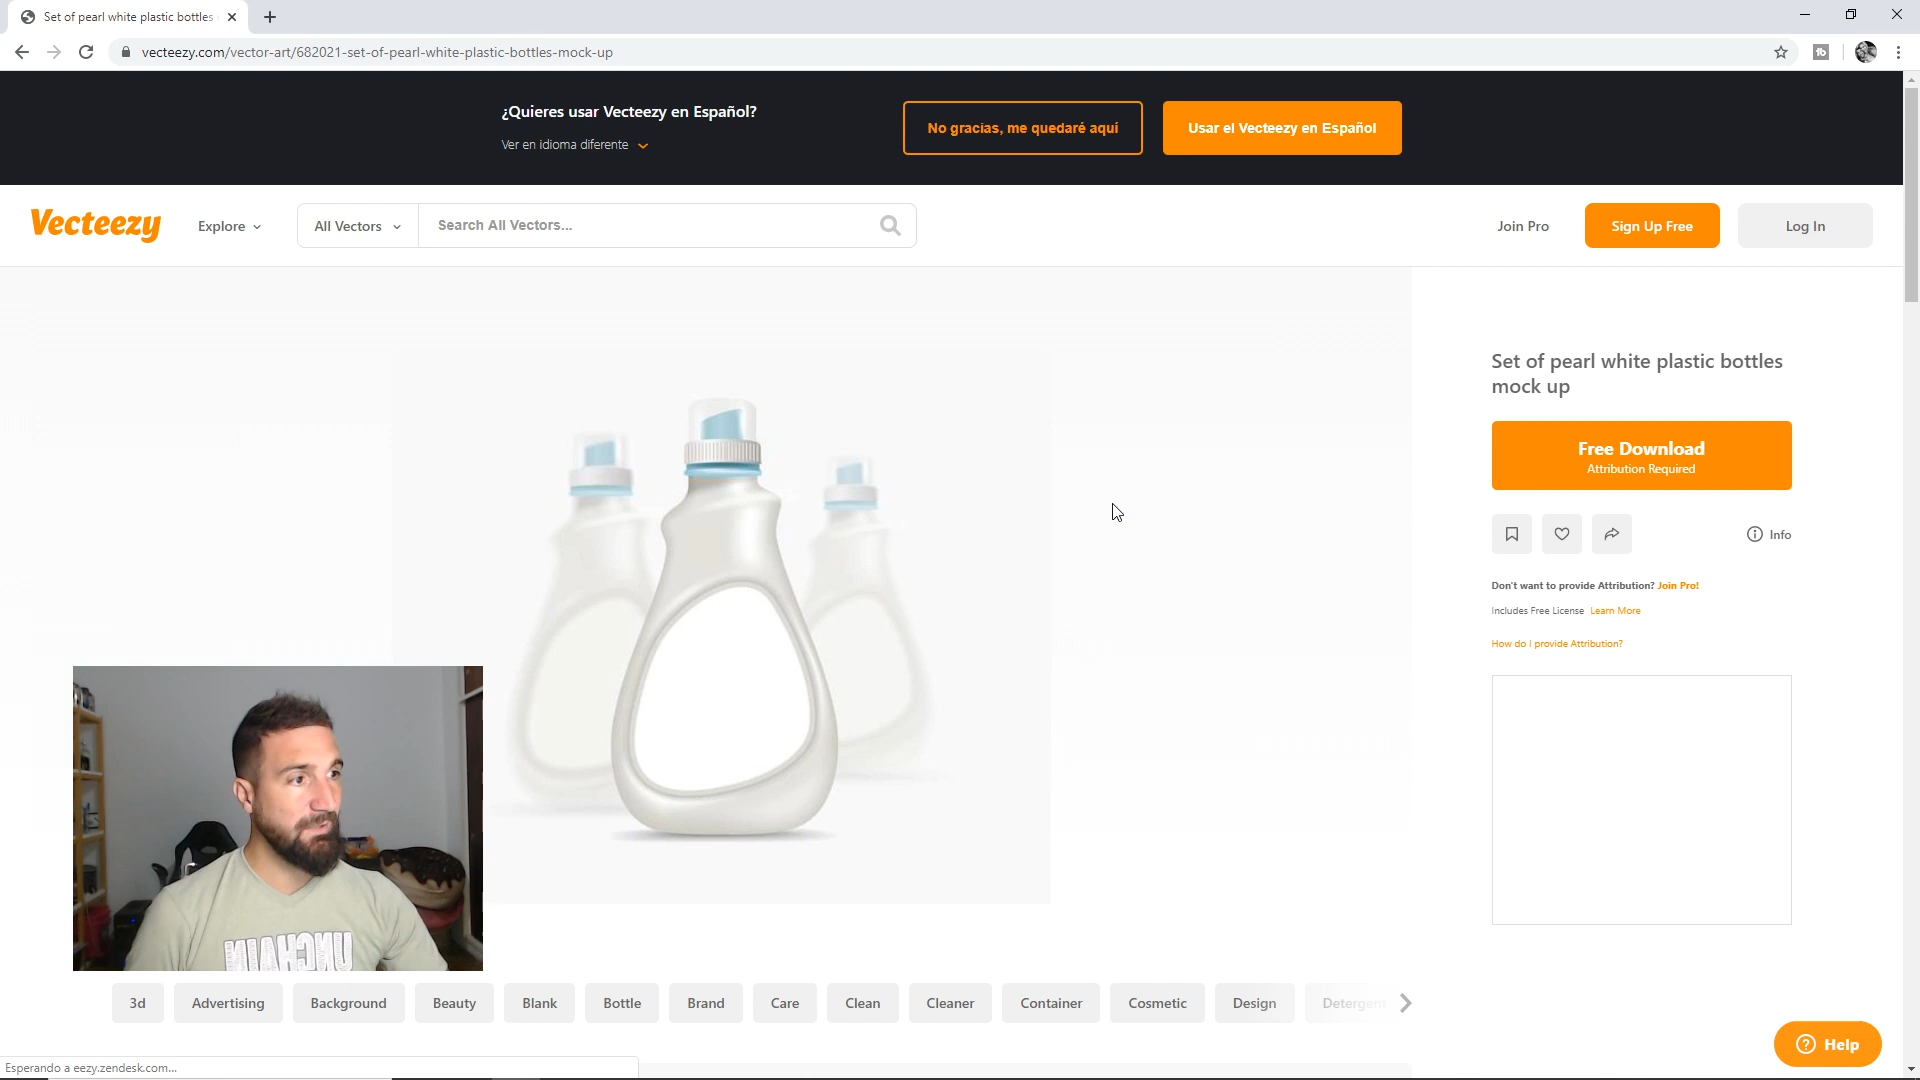 Set of pearl white plastic bottles
vecteezy.com/vector-art/682021-set-of-pearl-white-plastic-bottles-mock-up
¿Quieres usar Vecteezy en Español?
Ver en idioma diferente
No gracias, me quedaré aquí
Usar el Vecteezy en Español
Vecteezy
Explore
All Vectors
Search All Vectors...
Join Pro
Sign Up Free
Log In
Set of pearl white plastic bottles
mock up
Free Download
Attribution Required
Info
Don't want to provide Attribution? Join Pro!
Includes Free License Learn More
How do I provide Attribution?
3d
Advertising
Background
Beauty
Blank
Bottle
Brand
Care
Clean
Cleaner
Container
Cosmetic
Design
Detergent
Help
Esperando a eezy.zendesk.com...